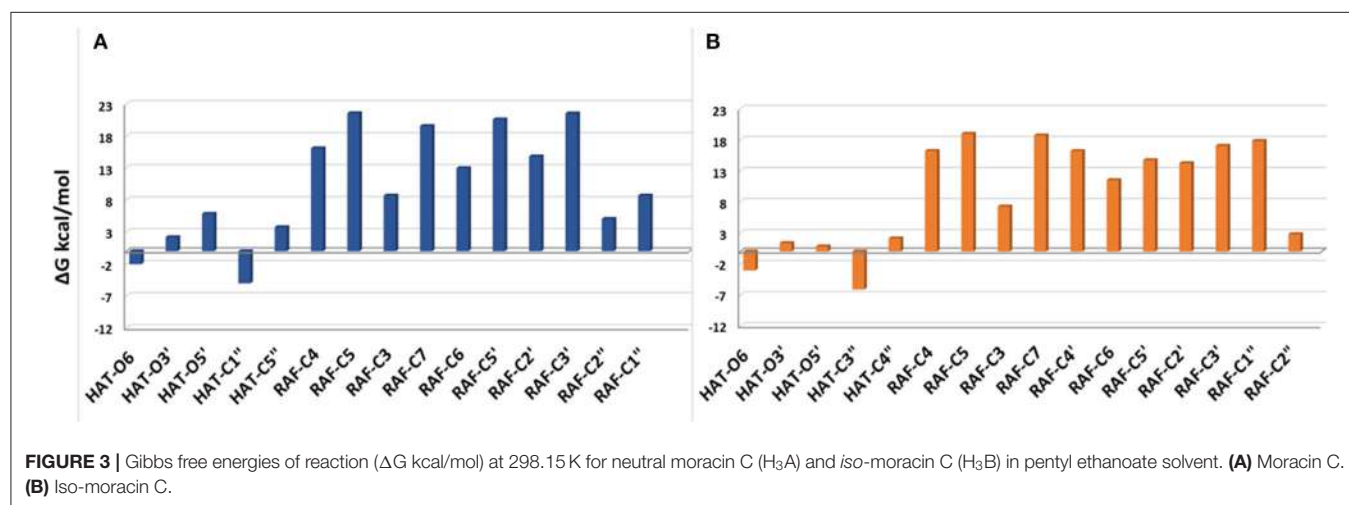 A
ΔG kcal/mol
23
18
13
8
3
-2
-7
-12
HAT-O6
HAT-O3'
HAT-O5'
HAT-C1"
HAT-C5"
RAF-C4
RAF-C5
RAF-C3
RAF-C7
RAF-C6
RAF-C5'
RAF-C2'
RAF-C3'
RAF-C2"
RAF-C1"
B
23
18
13
8
3
-2
-7
-12
HAT-O6
HAT-O3'
HAT-O5'
HAT-C3"
HAT-C4"
RAF-C4
RAF-C5
RAF-C3
RAF-C7
RAF-C4'
RAF-C6
RAF-C5'
RAF-C2'
RAF-C3'
RAF-C1"
RAF-C2"
FIGURE 3 | Gibbs free energies of reaction (ΔG kcal/mol) at 298.15 K for neutral moracin C (H₃A) and iso-moracin C (H₃B) in pentyl ethanoate solvent. (A) Moracin C.
(B) Iso-moracin C.